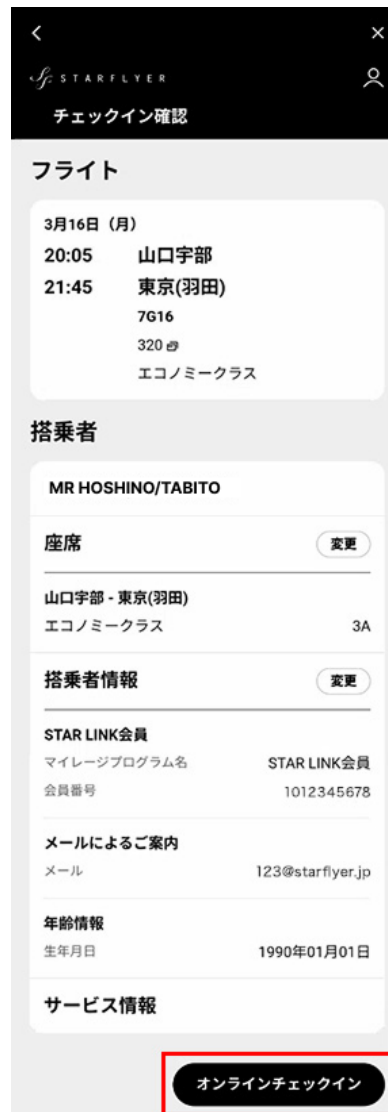 STARFLYER
チェックイン確認
フライト
3月16日（月）
20:05 山口宇部
21:45 東京(羽田)
7G16
320
エコノミークラス
搭乗者
MR HOSHINO/TABITO
座席 変更
山口宇部 - 東京(羽田)
エコノミークラス 3A
搭乗者情報 変更
STAR LINK会員
マイレージプログラム名 STAR LINK会員
会員番号 1012345678
メールによるご案内
メール 123@starflyer.jp
年齢情報
生年月日 1990年01月01日
サービス情報
オンラインチェックイン